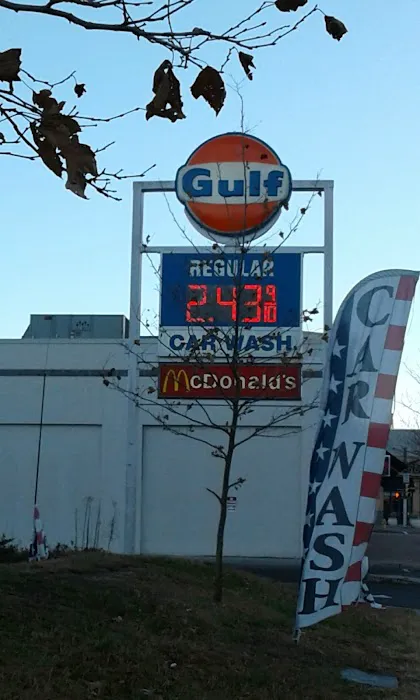 Gulf
REGULAR
2.43 9/10
CAR WASH
McDonald's
CAR WASH